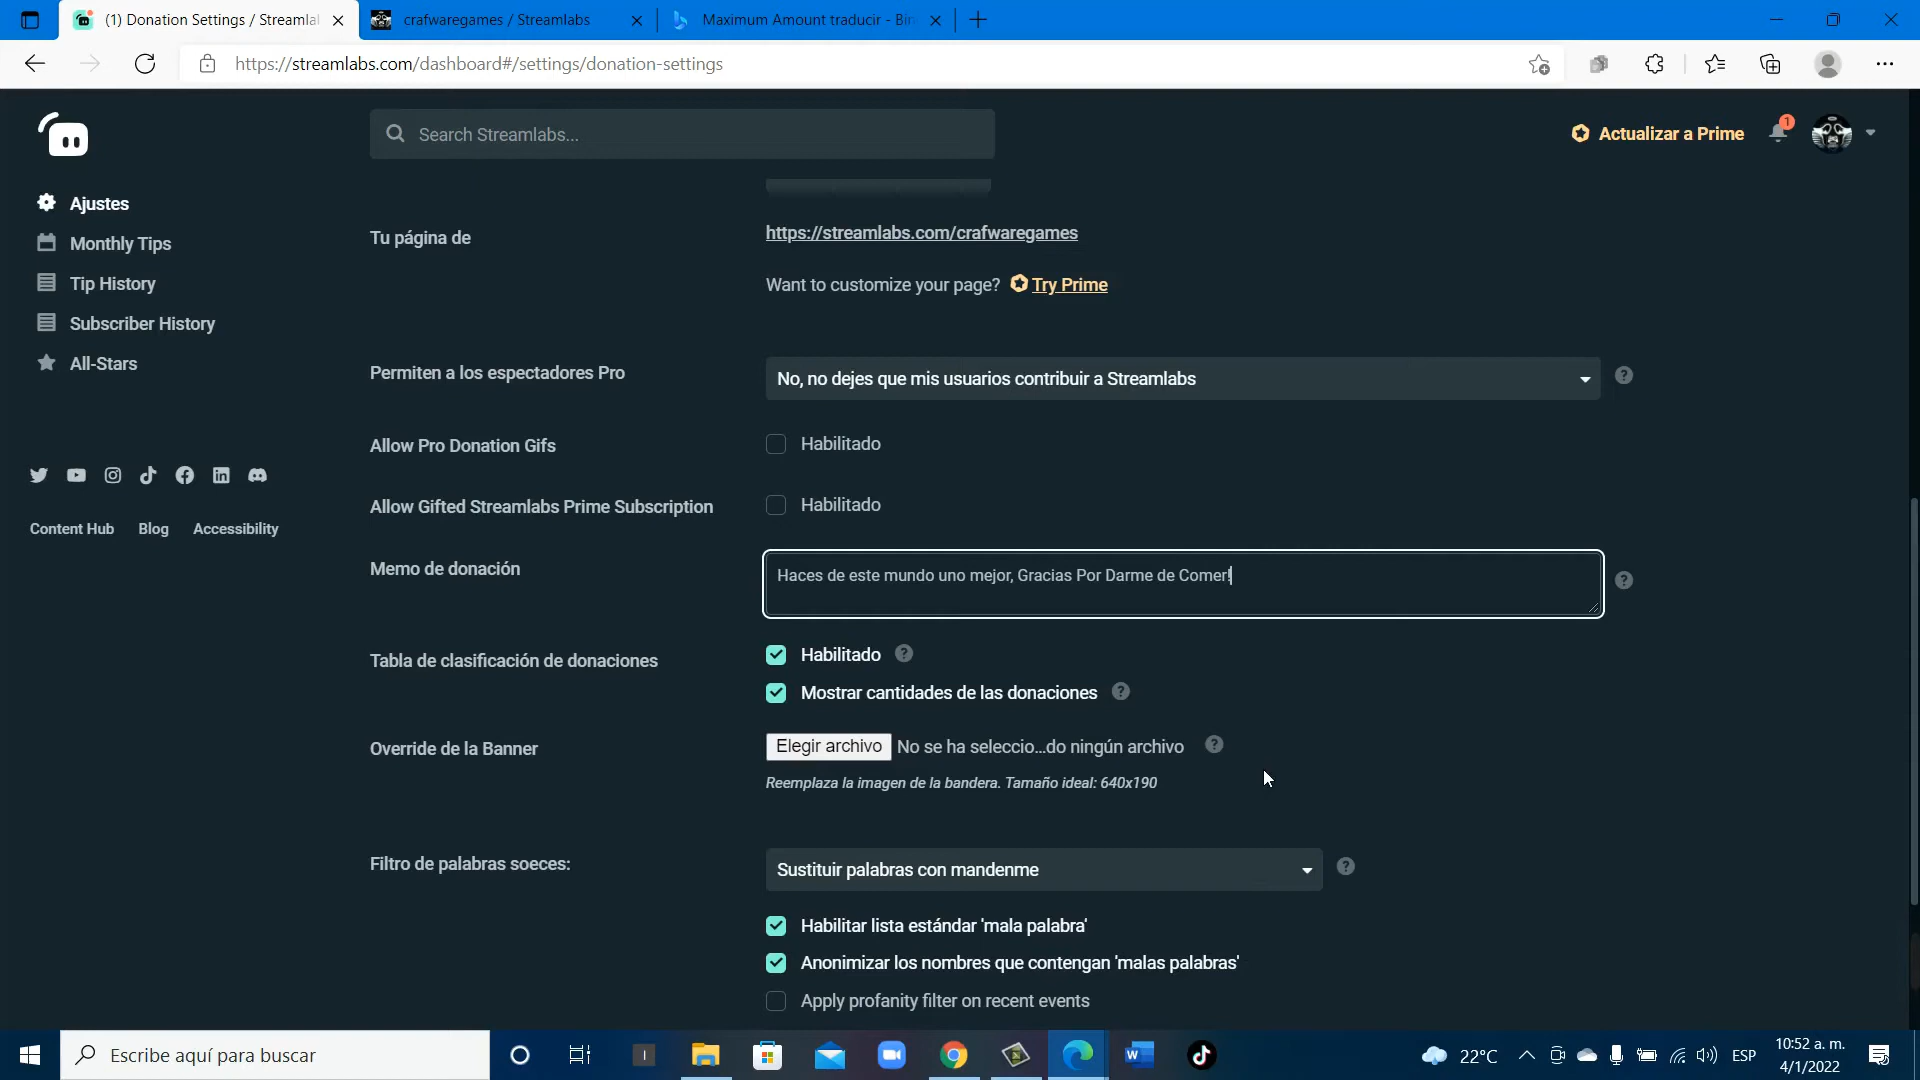 (1) Donation Settings / Streamlal
crafwaregames / Streamlabs
Maximum Amount traducir - Bin
https://streamlabs.com/dashboard#/settings/donation-settings
Search Streamlabs...
Actualizar a Prime
1
Ajustes
Monthly Tips
Tip History
Subscriber History
All-Stars
Content Hub
Blog
Accessibility
Tu página de
https://streamlabs.com/crafwaregames
Want to customize your page? Try Prime
Permiten a los espectadores Pro
No, no dejes que mis usuarios contribuir a Streamlabs
Allow Pro Donation Gifs
Habilitado
Allow Gifted Streamlabs Prime Subscription
Habilitado
Memo de donación
Haces de este mundo uno mejor, Gracias Por Darme de Comer!
Tabla de clasificación de donaciones
Habilitado
Mostrar cantidades de las donaciones
Override de la Banner
Elegir archivo No se ha seleccio...do ningún archivo
Reemplaza la imagen de la bandera. Tamaño ideal: 640x190
Filtro de palabras soeces:
Sustituir palabras con mandenme
Habilitar lista estándar 'mala palabra'
Anonimizar los nombres que contengan 'malas palabras'
Apply profanity filter on recent events
Escribe aquí para buscar
22°C
ESP
10:52 a. m.
4/1/2022